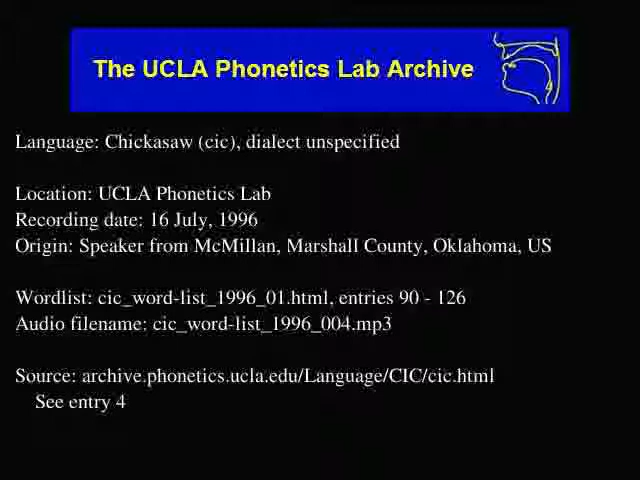 The UCLA Phonetics Lab Archive
Language: Chickasaw (cic), dialect unspecified
Location: UCLA Phonetics Lab
Recording date: 16 July, 1996
Origin: Speaker from McMillan, Marshall County, Oklahoma, US
Wordlist: cic_word-list_1996_01.html, entries 90 - 126
Audio filename: cic_word-list_1996_004.mp3
Source: archive.phonetics.ucla.edu/Language/CIC/cic.html
See entry 4